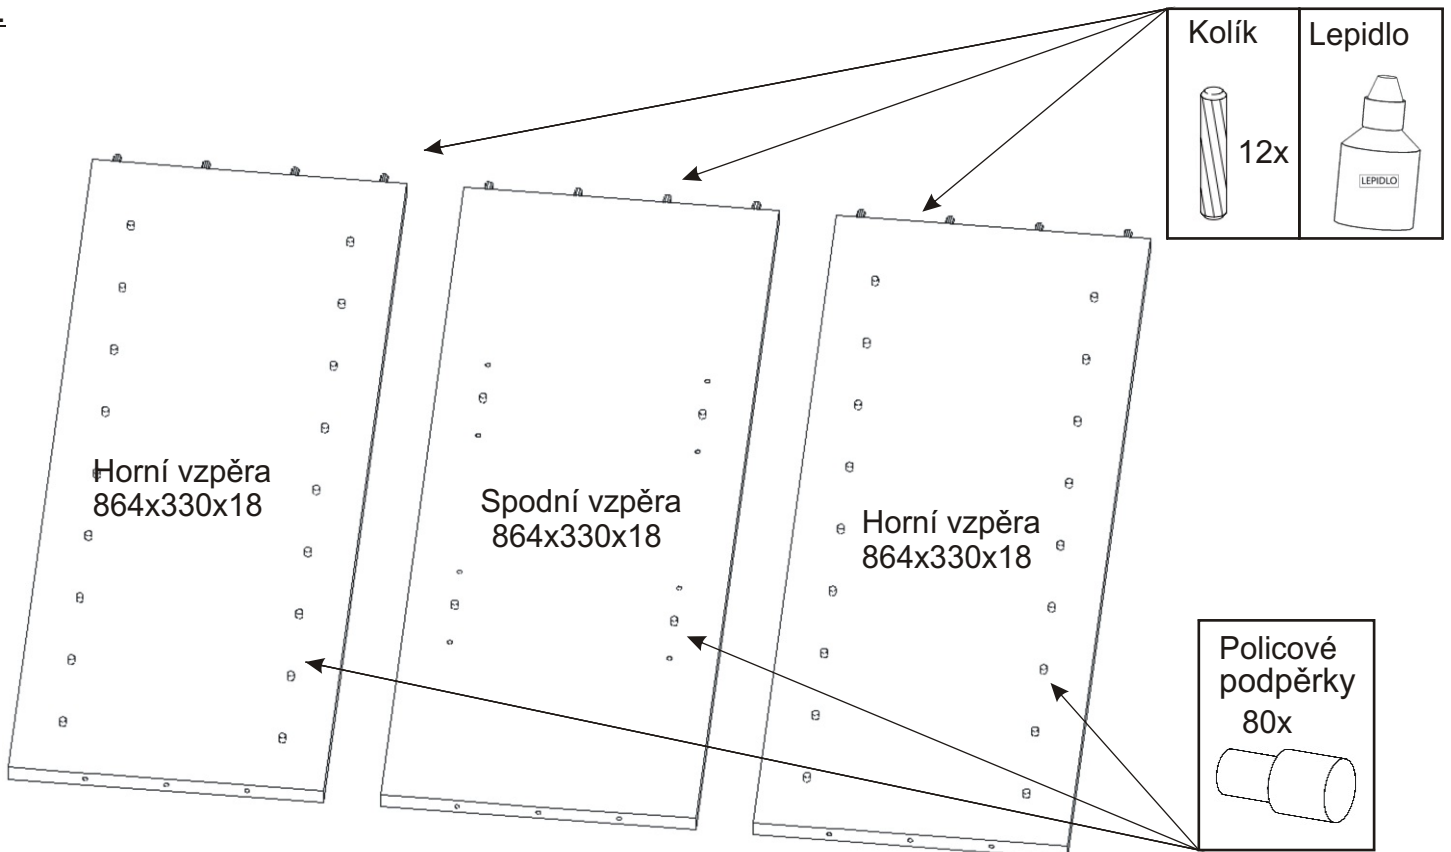 Kolík
12x
Lepidlo
LEPIDLO
Horní vzpěra
864x330x18
Spodní vzpěra
864x330x18
Horní vzpěra
864x330x18
Policové
podpěrky
80x